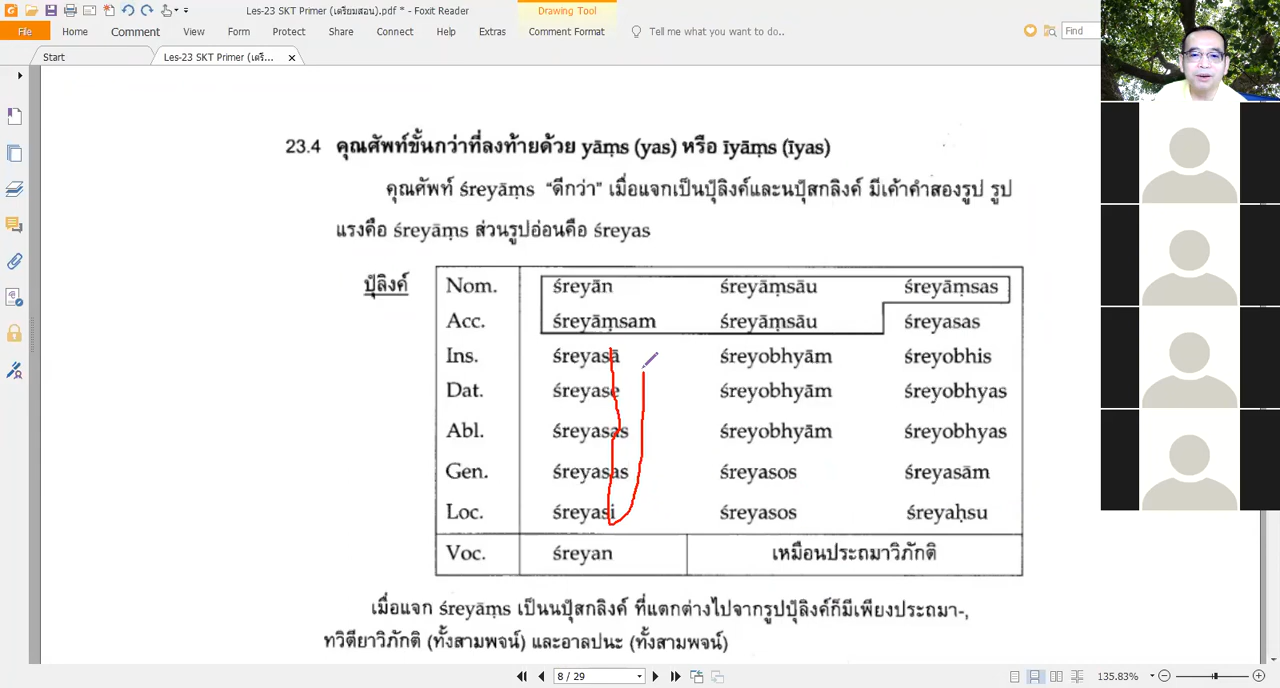 Les-23 SKT Primer (เตรียมสอน).pdf * - Foxit Reader
Drawing Tool
File Home Comment View Form Protect Share Connect Help Extras Comment Format Tell me what you want to do.. Find
Start Les-23 SKT Primer (เตรี...
23.4 คุณศัพท์ขั้นกว่าที่ลงท้ายด้วย yāṃs (yas) หรือ īyāṃs (īyas)
คุณศัพท์ śreyāṃs “ดีกว่า” เมื่อแจกเป็นปุํลิงค์และนปุํสกลิงค์ มีเค้าคำสองรูป รูป
แรงคือ śreyāṃs ส่วนรูปอ่อนคือ śreyas
ปุํลิงค์ Nom. śreyān śreyāṃsāu śreyāṃsas
Acc. śreyāṃsam śreyāṃsāu śreyasas
Ins. śreyasā śreyobhyām śreyobhis
Dat. śreyase śreyobhyām śreyobhyas
Abl. śreyasas śreyobhyām śreyobhyas
Gen. śreyasas śreyasos śreyasām
Loc. śreyasi śreyasos śreyaḥsu
Voc. śreyan เหมือนประถมาวิภักติ
เมื่อแจก śreyāṃs เป็นนปุํสกลิงค์ ที่แตกต่างไปจากรูปปุํลิงค์ก็มีเพียงประถมา-,
ทวิตียาวิภักติ (ทั้งสามพจน์) และอาลปนะ (ทั้งสามพจน์)
8 / 29 135.83%